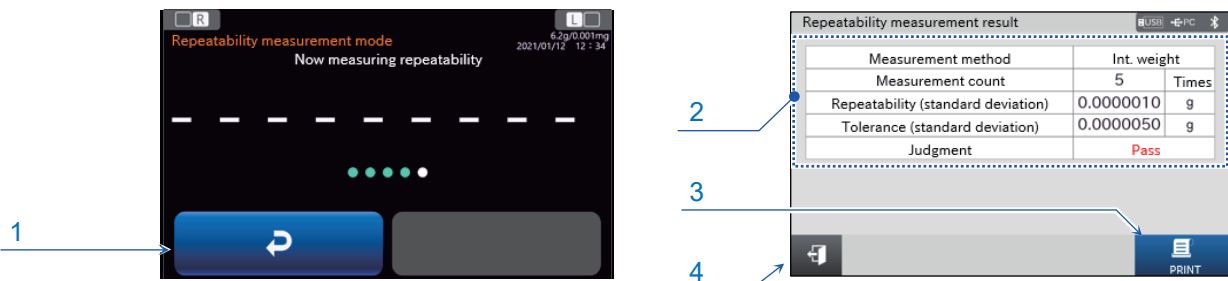 R
L
Repeatability measurement mode
6.2g/0.001mg
2021/01/12 12:34
Now measuring repeatability
1
Repeatability measurement result
USB PC
2
Measurement method Int. weight
Measurement count 5 Times
Repeatability (standard deviation) 0.0000010 g
Tolerance (standard deviation) 0.0000050 g
Judgment Pass
3
4
PRINT